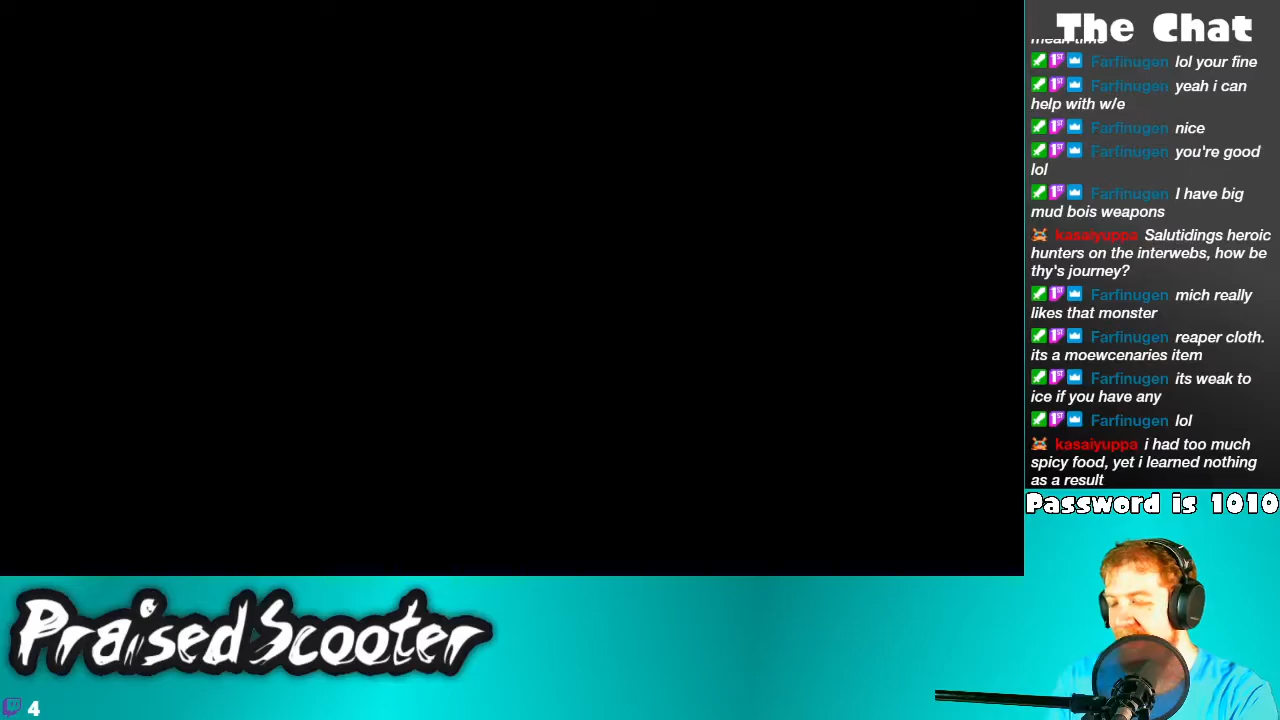 The Chat
mean time
Farfinugen lol your fine
Farfinugen yeah i can
help with w/e
Farfinugen nice
Farfinugen you're good
lol
Farfinugen I have big
mud bois weapons
kasaiyuppa Salutidings heroic
hunters on the interwebs, how be
thy's journey?
Farfinugen mich really
likes that monster
Farfinugen reaper cloth.
its a moewcenaries item
Farfinugen its weak to
ice if you have any
Farfinugen lol
kasaiyuppa i had too much
spicy food, yet i learned nothing
as a result
Password is 1010
PraisedScooter
4